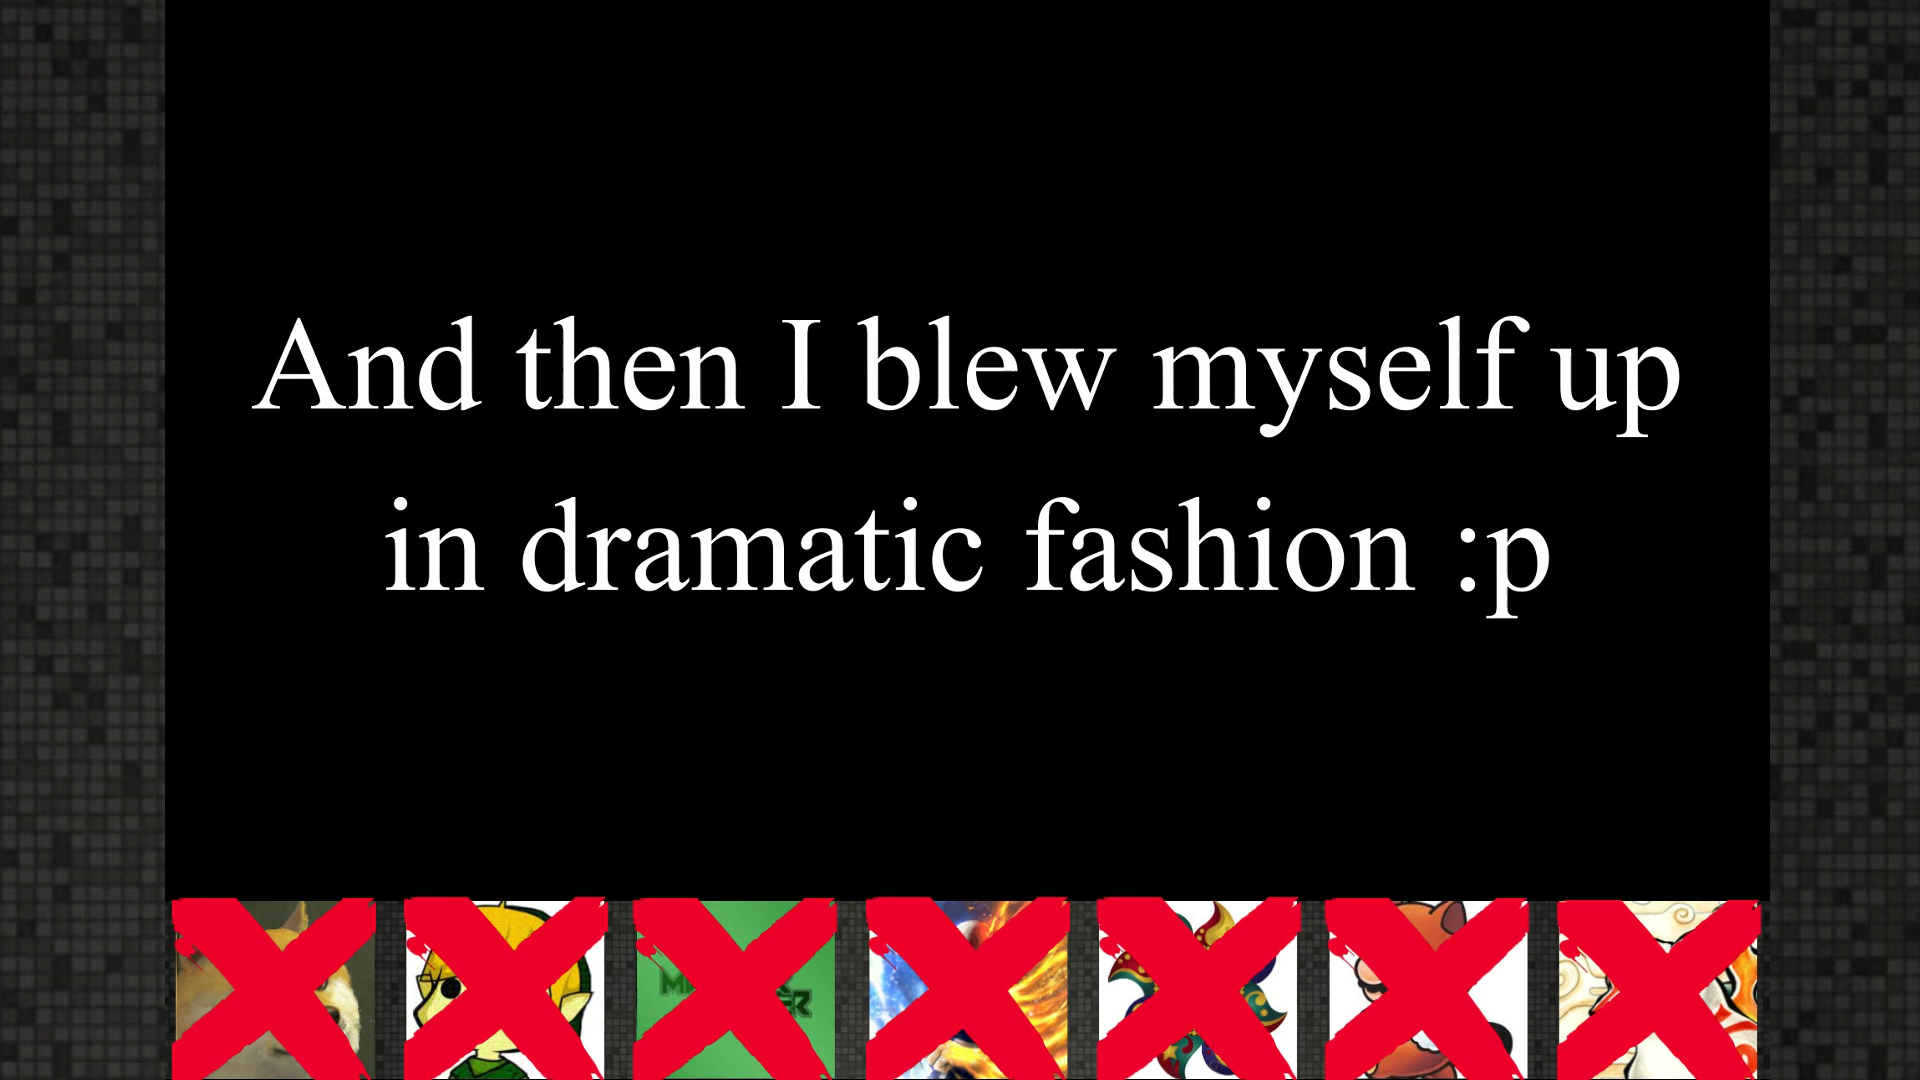 And then I blew myself up
in dramatic fashion :p